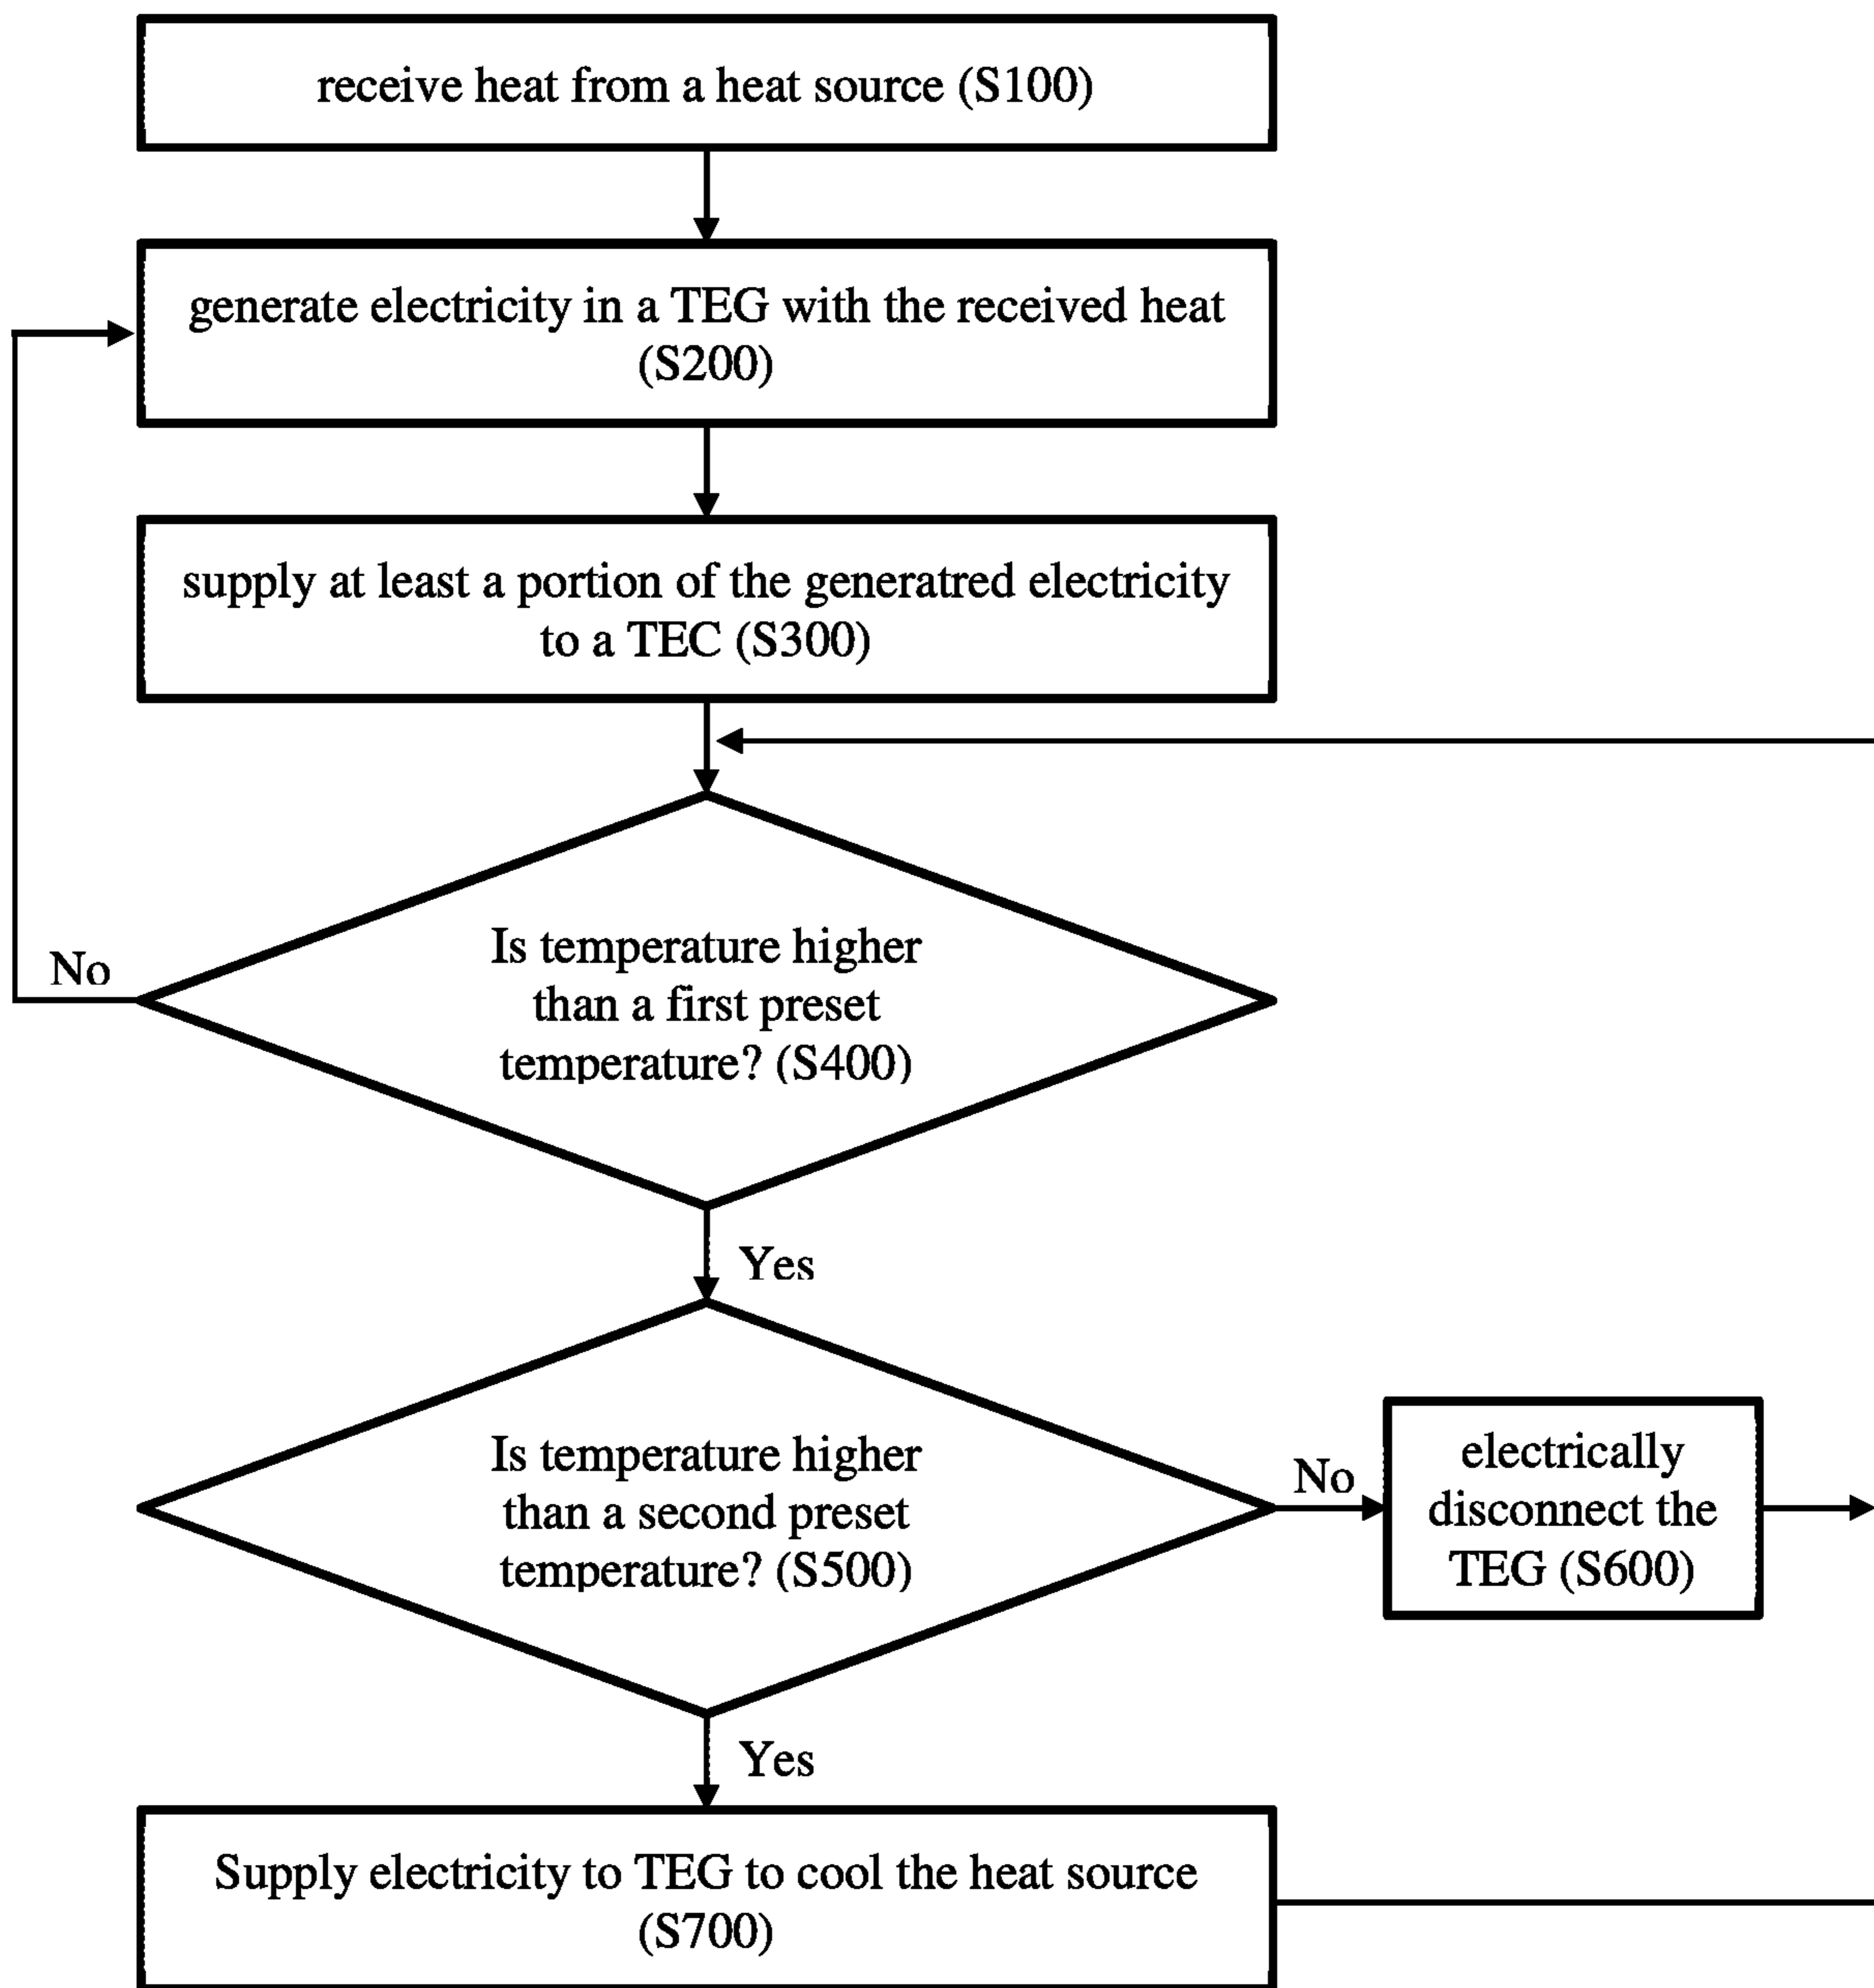 receive heat from a heat source (S100)
generate electricity in a TEG with the received heat
(S200)
supply at least a portion of the generatred electricity
to a TEC (S300)
Is temperature higher
than a first preset
temperature? (S400)
No
Yes
Is temperature higher
than a second preset
temperature? (S500)
No
electrically
disconnect the
TEG (S600)
Yes
Supply electricity to TEG to cool the heat source
(S700)